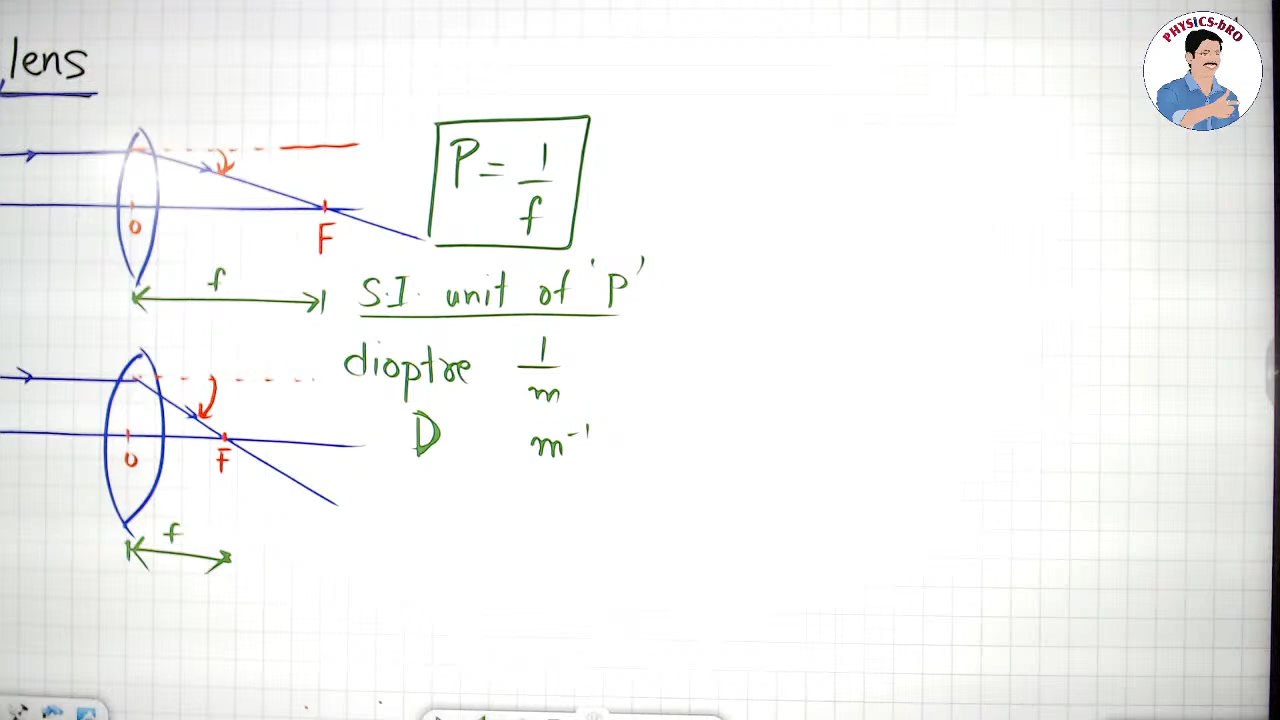 lens
O
F
f
P = 1/f
S.I. unit of 'P'
dioptre 1/m
D m⁻¹
O
F
f
PHYSICS-bRO